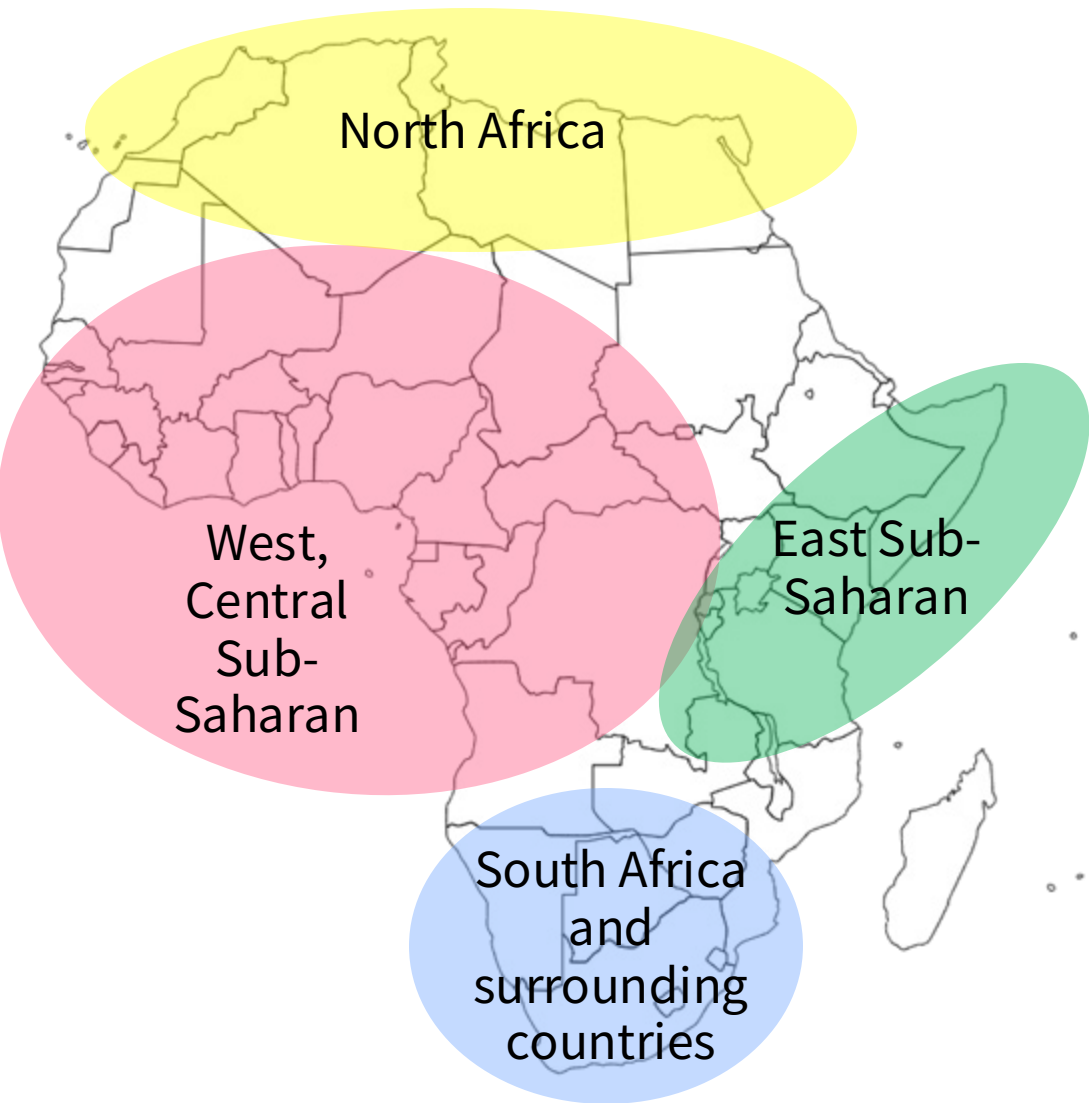 North Africa
West,
Central
Sub-
Saharan
East Sub-
Saharan
South Africa
and
surrounding
countries